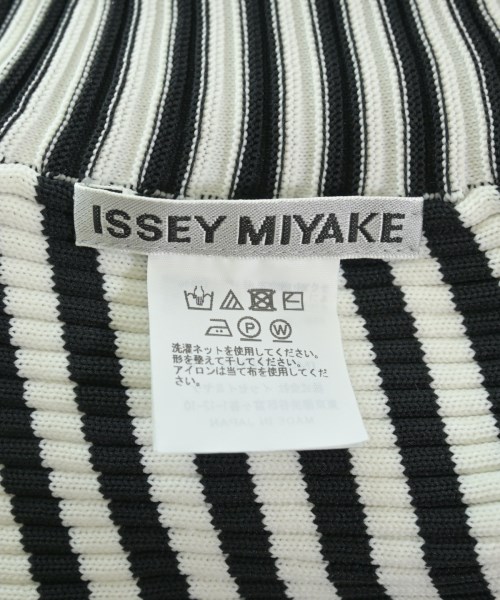 ISSEY MIYAKE
P W
洗濯ネットを使用してください。
形を整えて干してください。
アイロンは当て布を使用してくだ
さい。